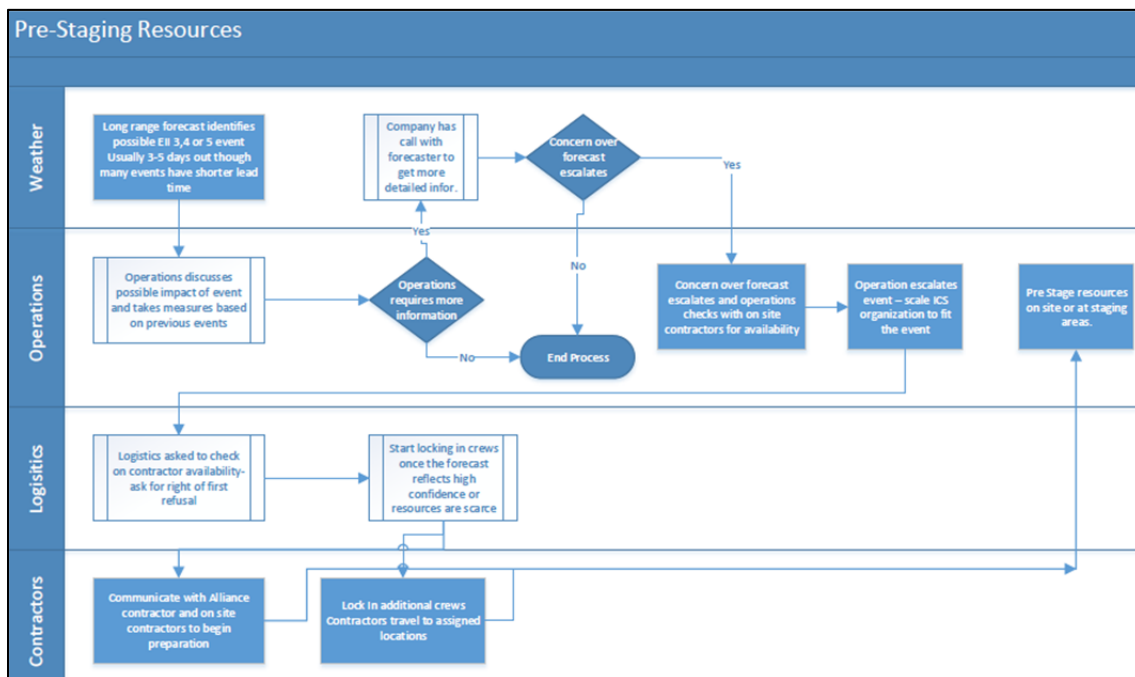 Pre-Staging Resources
Weather
Long range forecast identifies
possible EII 3,4 or 5 event
Usually 3-5 days out though
many events have shorter lead
time
Company has
call with
forecaster to
get more
detailed infor.
Concern over
forecast
escalates
Yes
Yes
No
Operations
Operations discusses
possible impact of event
and takes measures based
on previous events
Operations
requires more
information
No
End Process
Concern over forecast
escalates and operations
checks with on site
contractors for availability
Operation escalates
event – scale ICS
organization to fit
the event
Pre Stage resources
on site or at staging
areas.
Logisitics
Logistics asked to check
on contractor availability-
ask for right of first
refusal
Start locking in crews
once the forecast
reflects high
confidence or
resources are scarce
Contractors
Communicate with Alliance
contractor and on site
contractors to begin
preparation
Lock In additional crews
Contractors travel to assigned
locations